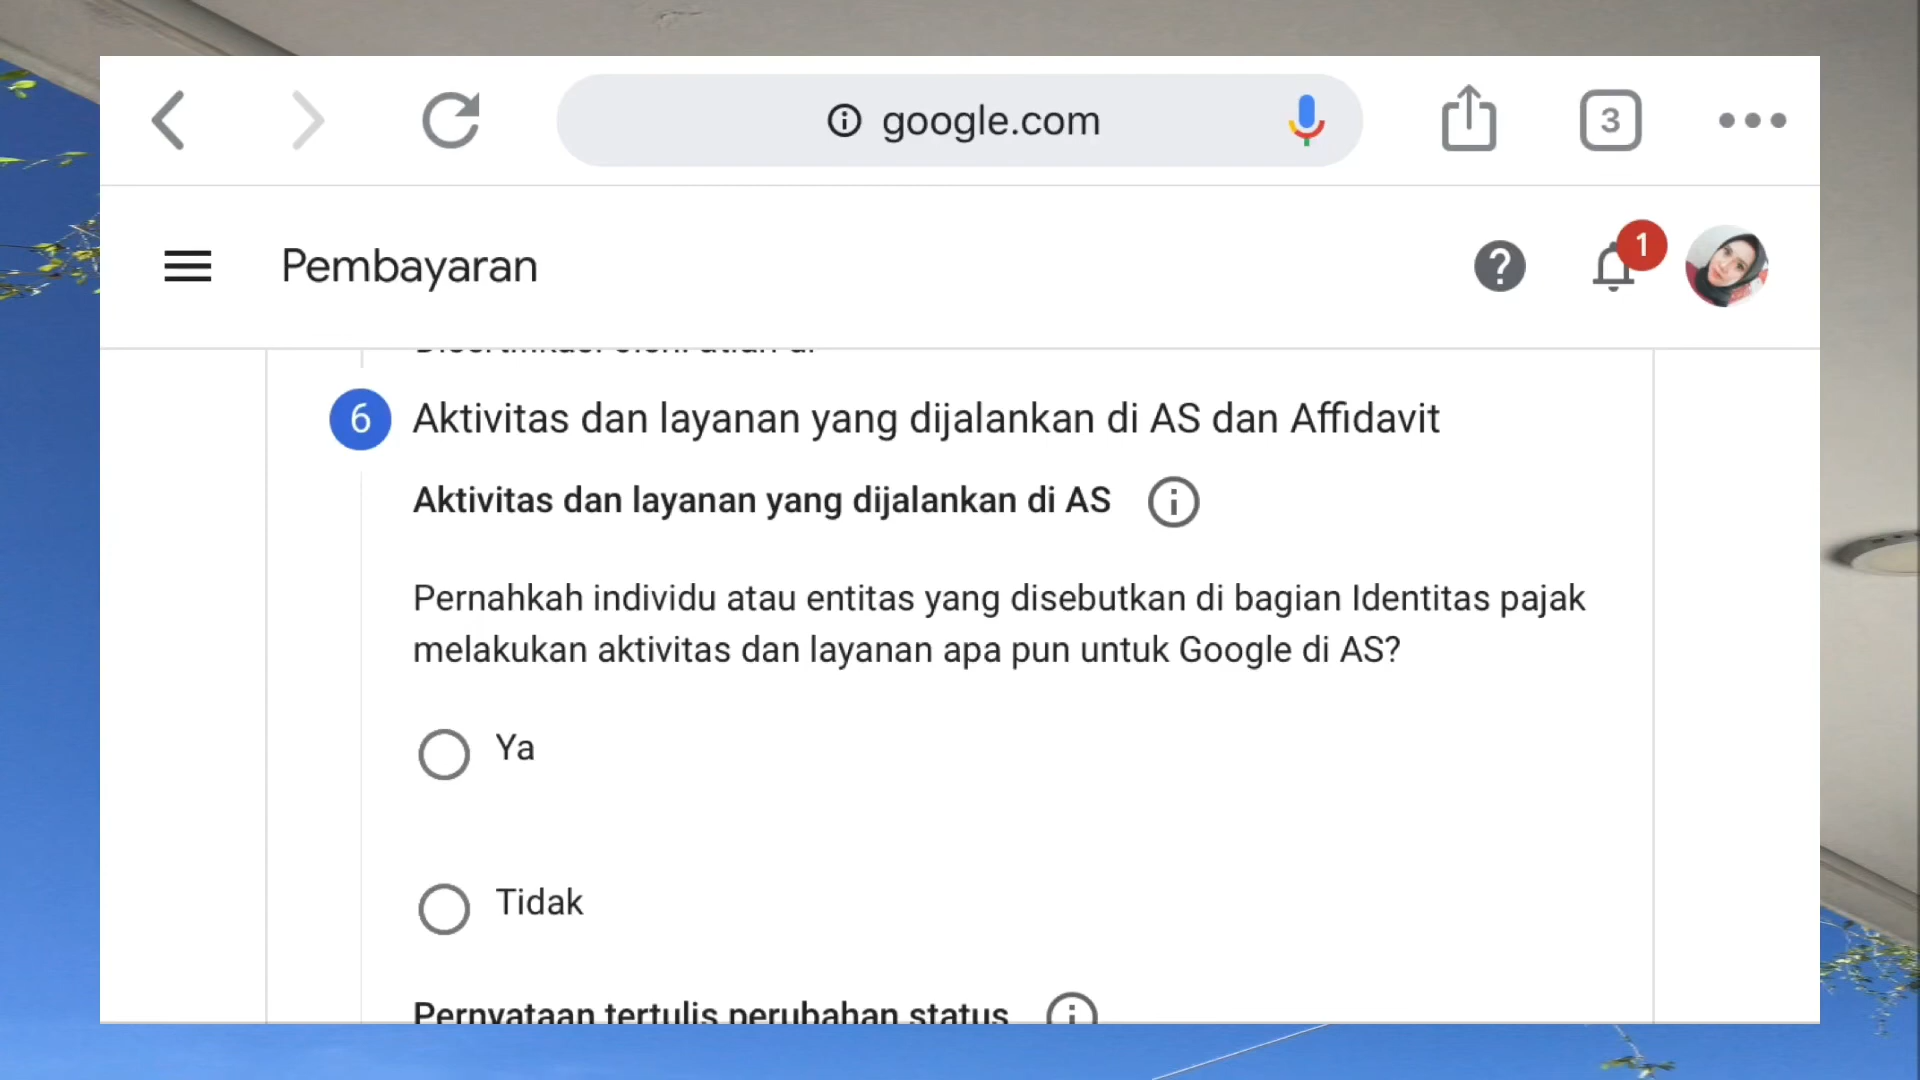 google.com
3
Pembayaran
?
1
6 Aktivitas dan layanan yang dijalankan di AS dan Affidavit
Aktivitas dan layanan yang dijalankan di AS
Pernahkah individu atau entitas yang disebutkan di bagian Identitas pajak
melakukan aktivitas dan layanan apa pun untuk Google di AS?
Ya
Tidak
Pernyataan tertulis perubahan status